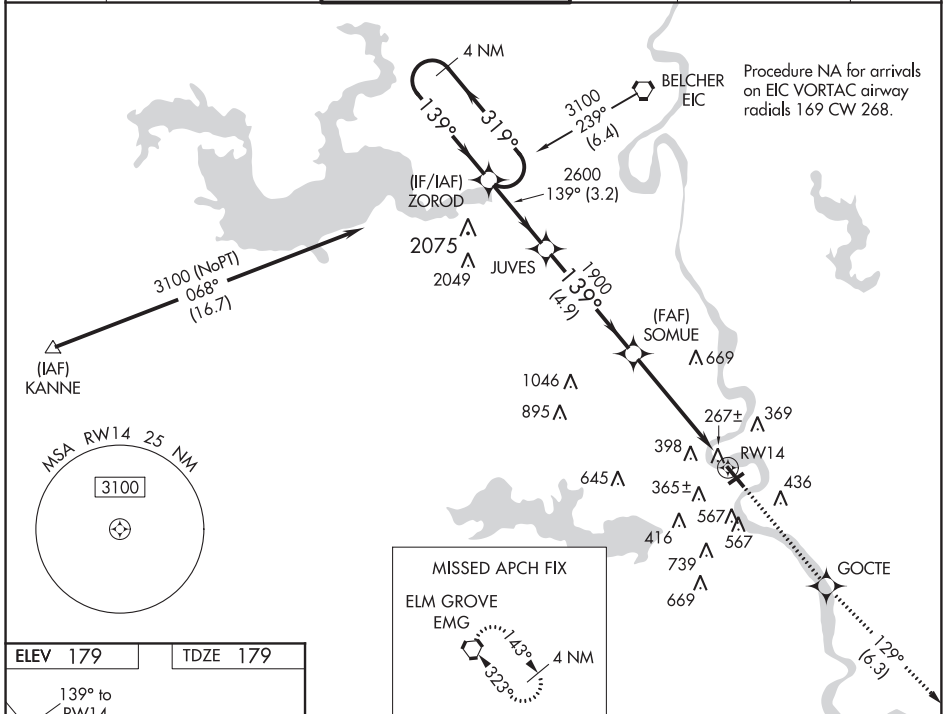 4 NM
139°
319°
BELCHER
EIC
3100
239°
(6.4)
Procedure NA for arrivals
on EIC VORTAC airway
radials 169 CW 268.
(IF/IAF)
ZOROD
2600
139° (3.2)
2075
2049
JUVES
3100 (NoPT)
068°
(16.7)
1900
139°
(4.9)
(IAF)
KANNE
(FAF)
SOMUE
669
1046
895
267±
369
398
RW14
MSA RW14 25 NM
3100
645
365±
436
416
567
567
739
669
GOCTE
129°
(6.3)
MISSED APCH FIX
ELM GROVE
EMG
143°
323°
4 NM
ELEV 179
TDZE 179
139° to
RW14